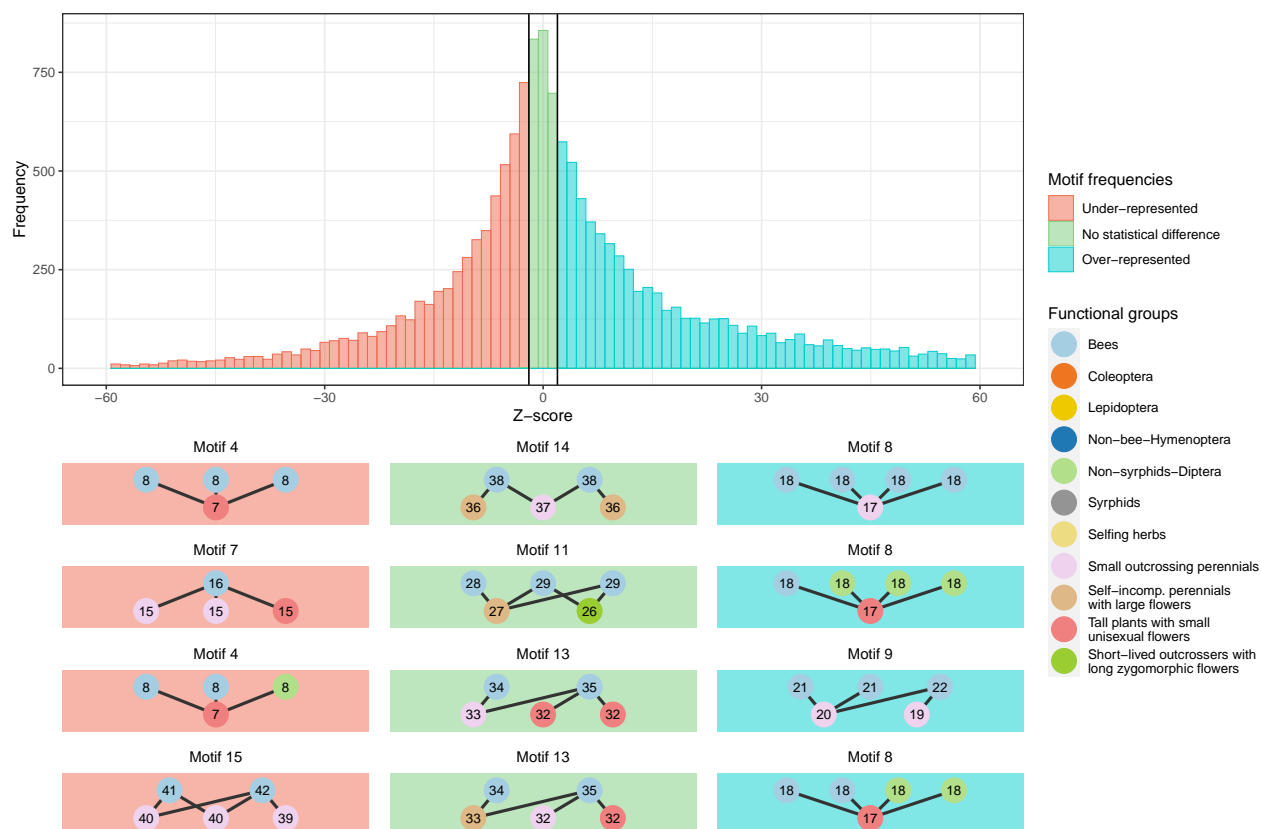 750
500
250
0
Frequency
−60
−30
0
30
60
Z−score
Motif frequencies
Under−represented
No statistical difference
Over−represented
Functional groups
Bees
Coleoptera
Lepidoptera
Non−bee−Hymenoptera
Non−syrphids−Diptera
Syrphids
Selfing herbs
Small outcrossing perennials
Self−incomp. perennials
with large flowers
Tall plants with small
unisexual flowers
Short−lived outcrossers with
long zygomorphic flowers
Motif 4
8 8 8
7
Motif 14
38 38
36 37 36
Motif 8
18 18 18 18
17
Motif 7
16
15 15 15
Motif 11
28 29 29
27 26
Motif 8
18 18 18 18
17
Motif 4
8 8 8
7
Motif 13
34 35
33 32 32
Motif 9
21 21 22
20 19
Motif 15
41 42
40 40 39
Motif 13
34 35
33 32 32
Motif 8
18 18 18 18
17